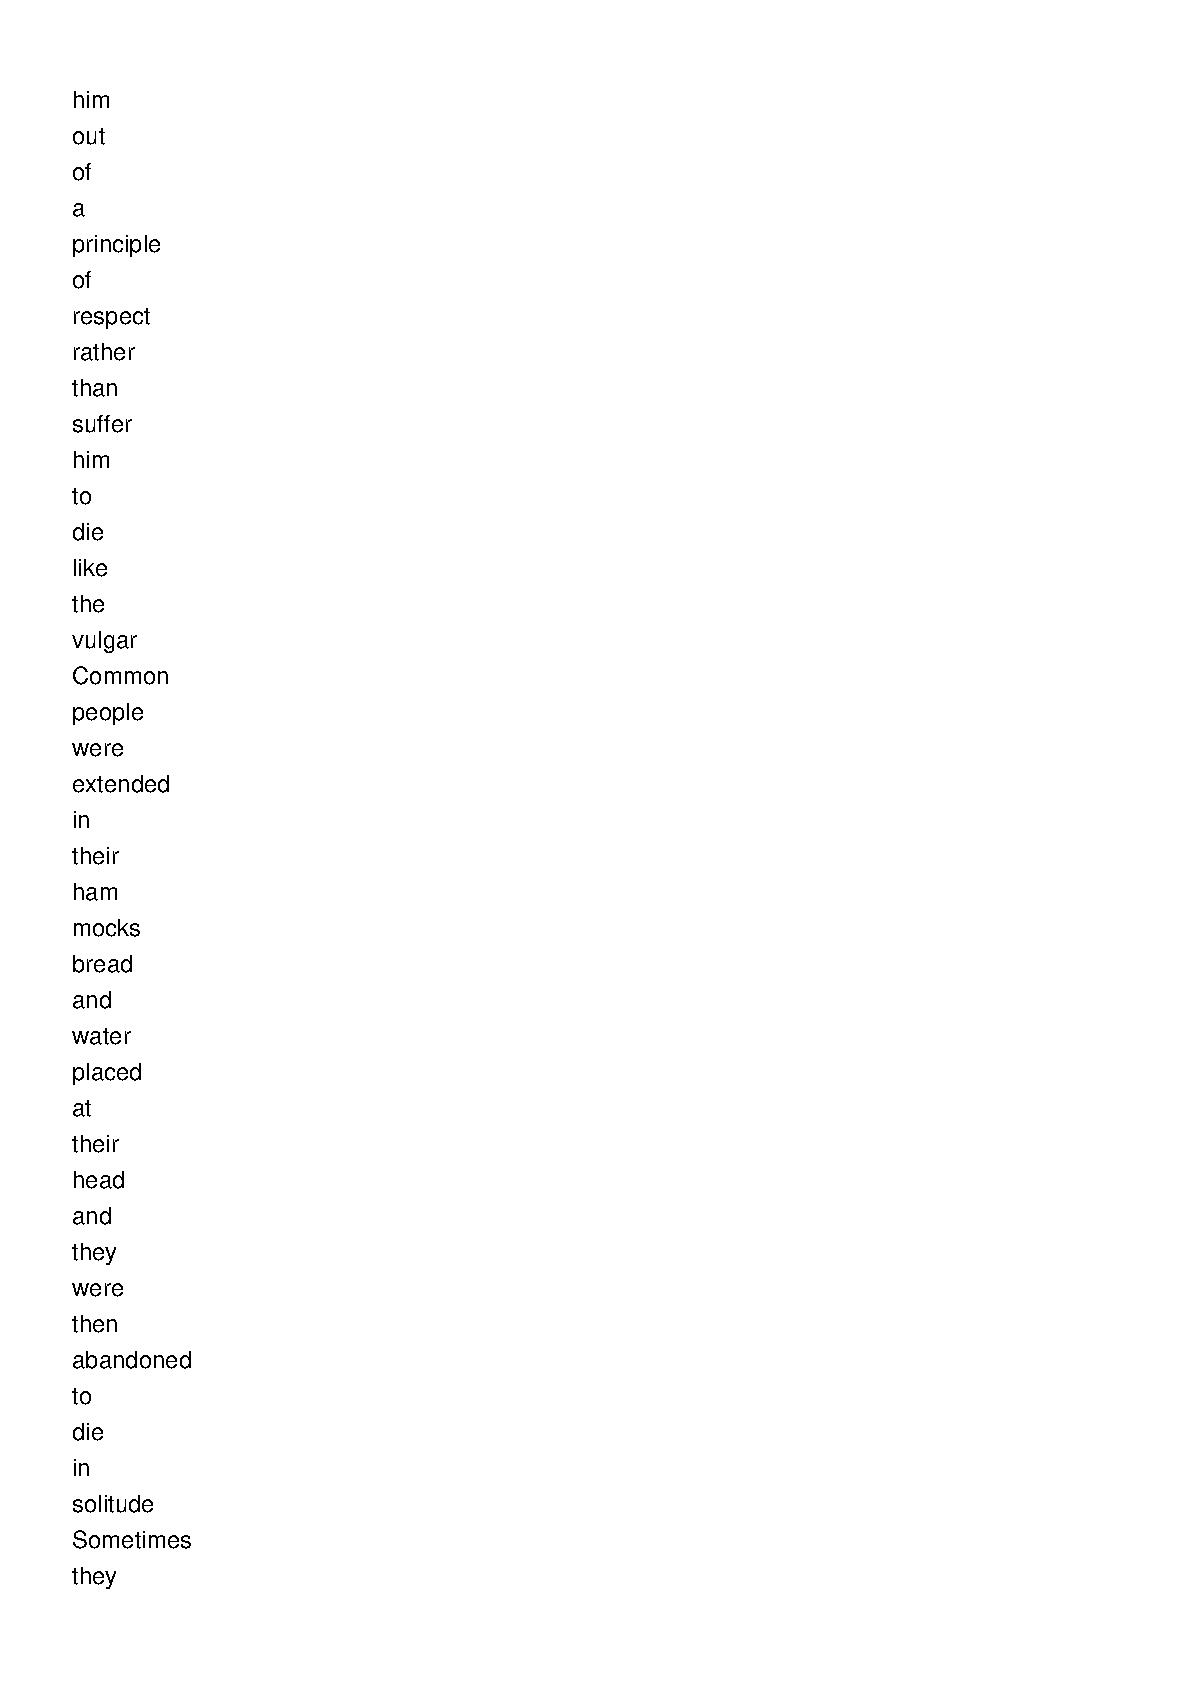 him
out
of
a
principle
of
respect
rather
than
suffer
him
to
die
like
the
vulgar
Common
people
were
extended
in
their
ham
mocks
bread
and
water
placed
at
their
head
and
they
were
then
abandoned
to
die
in
solitude
Sometimes
they